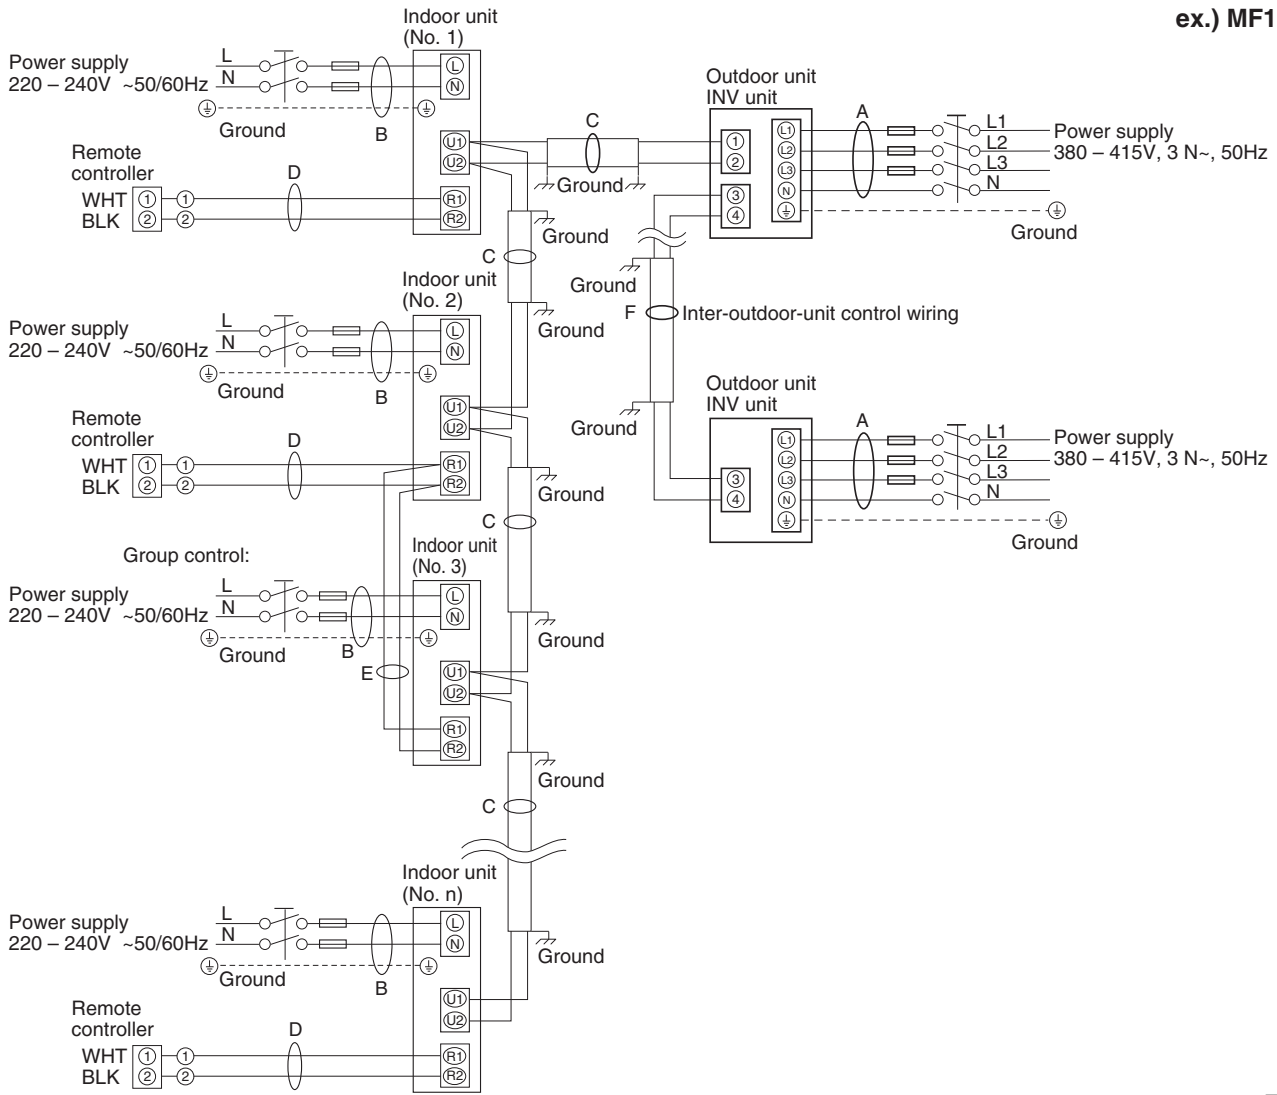 ex.) MF1
Indoor unit
(No. 1)
Power supply
220 – 240V ~50/60Hz
L
N
Ground
B
L
N
U1
U2
R1
R2
Remote
controller
WHT 1 1
BLK 2 2
D
C
Ground
Outdoor unit
INV unit
1
2
3
4
L1
L2
L3
N
A
L1
L2
L3
N
Power supply
380 – 415V, 3 N~, 50Hz
Ground
Ground
C
Ground
Ground
F
Inter-outdoor-unit control wiring
Ground
Indoor unit
(No. 2)
Power supply
220 – 240V ~50/60Hz
L
N
Ground
B
L
N
U1
U2
R1
R2
Remote
controller
WHT 1 1
BLK 2 2
D
Ground
C
Outdoor unit
INV unit
3
4
L1
L2
L3
N
A
L1
L2
L3
N
Power supply
380 – 415V, 3 N~, 50Hz
Ground
Group control:
Indoor unit
(No. 3)
Power supply
220 – 240V ~50/60Hz
L
N
Ground
B
E
L
N
U1
U2
R1
R2
Ground
Ground
C
Indoor unit
(No. n)
Power supply
220 – 240V ~50/60Hz
L
N
Ground
B
L
N
U1
U2
R1
R2
Ground
Remote
controller
WHT 1 1
BLK 2 2
D